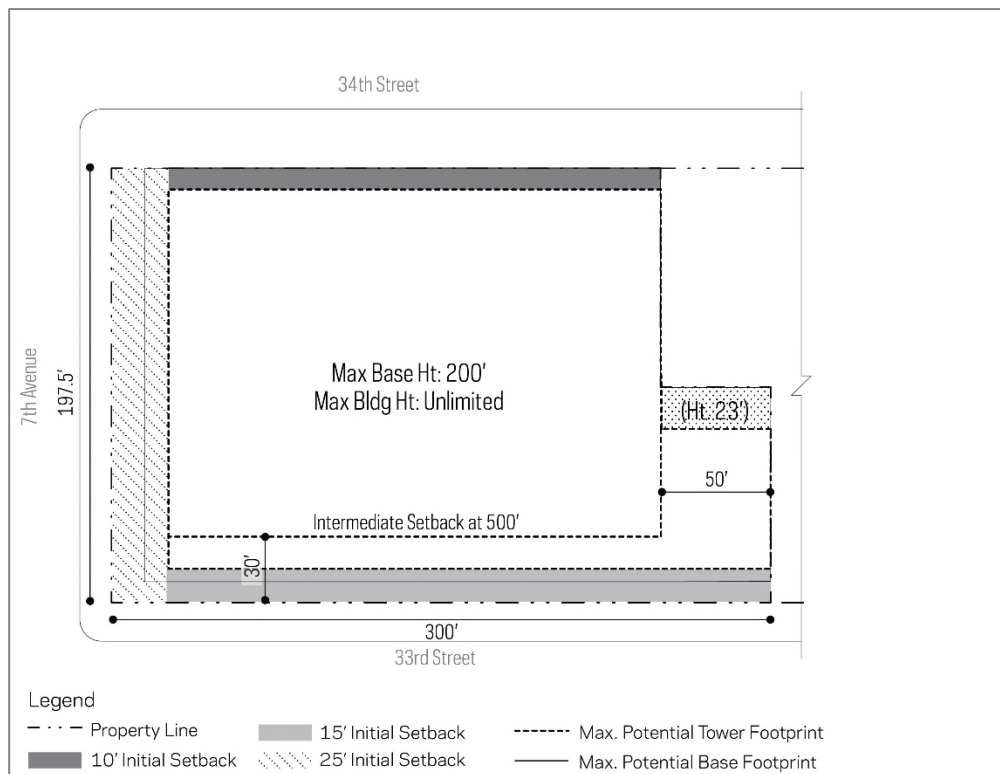 34th Street
7th Avenue
197.5'
Max Base Ht: 200'
Max Bldg Ht: Unlimited
(Ht. 23')
50'
Intermediate Setback at 500'
30'
300'
33rd Street
Legend
Property Line
15' Initial Setback
Max. Potential Tower Footprint
10' Initial Setback
25' Initial Setback
Max. Potential Base Footprint